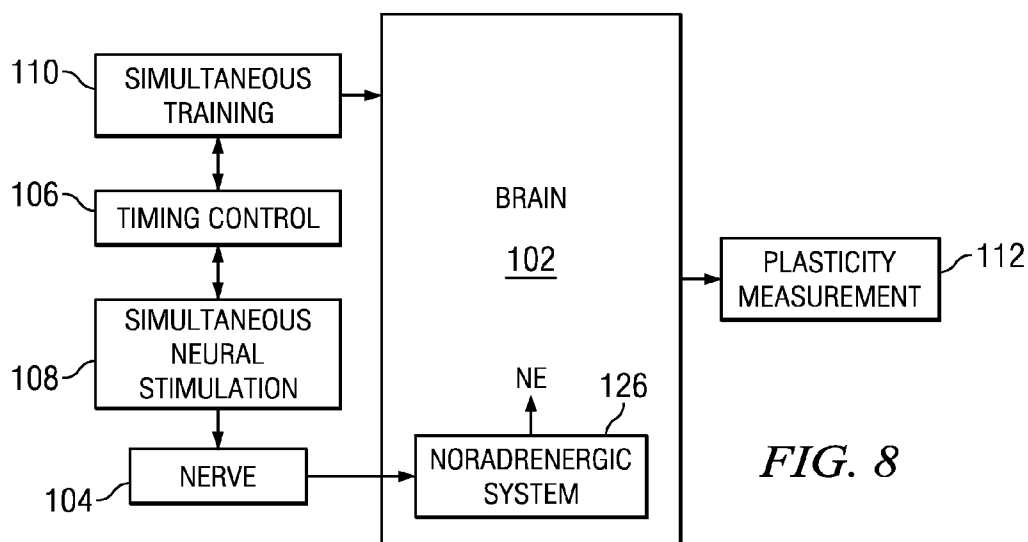 110
SIMULTANEOUS
TRAINING
106
TIMING CONTROL
108
SIMULTANEOUS
NEURAL
STIMULATION
104
NERVE
BRAIN
102
NE
126
NORADRENERGIC
SYSTEM
PLASTICITY
MEASUREMENT
112
FIG. 8